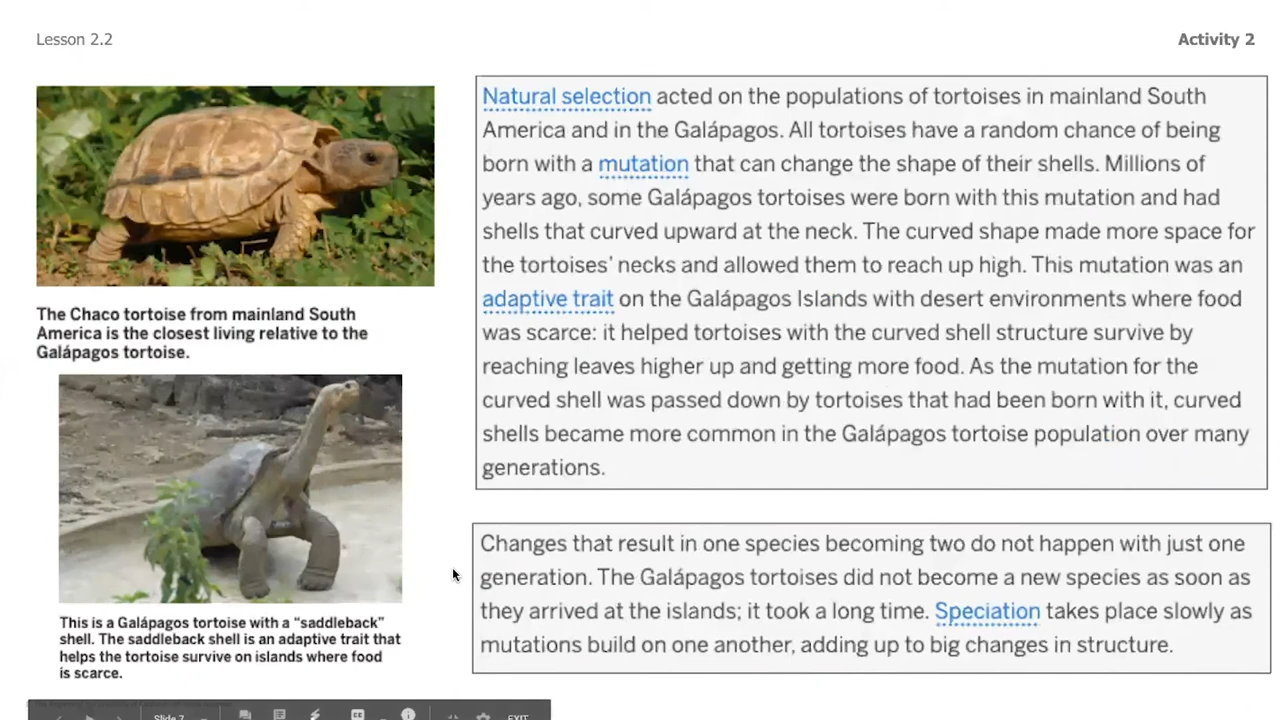 Lesson 2.2
Activity 2
The Chaco tortoise from mainland South
America is the closest living relative to the
Galápagos tortoise.
This is a Galápagos tortoise with a “saddleback”
shell. The saddleback shell is an adaptive trait that
helps the tortoise survive on islands where food
is scarce.
Natural selection acted on the populations of tortoises in mainland South
America and in the Galápagos. All tortoises have a random chance of being
born with a mutation that can change the shape of their shells. Millions of
years ago, some Galápagos tortoises were born with this mutation and had
shells that curved upward at the neck. The curved shape made more space for
the tortoises' necks and allowed them to reach up high. This mutation was an
adaptive trait on the Galápagos Islands with desert environments where food
was scarce: it helped tortoises with the curved shell structure survive by
reaching leaves higher up and getting more food. As the mutation for the
curved shell was passed down by tortoises that had been born with it, curved
shells became more common in the Galápagos tortoise population over many
generations.
Changes that result in one species becoming two do not happen with just one
generation. The Galápagos tortoises did not become a new species as soon as
they arrived at the islands; it took a long time. Speciation takes place slowly as
mutations build on one another, adding up to big changes in structure.
Slide 7
EXIT